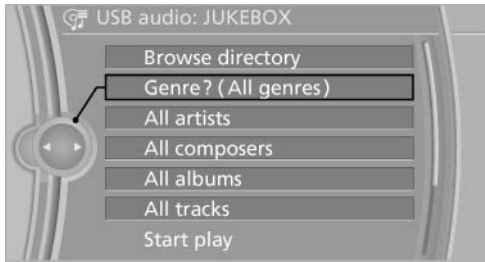 USB audio: JUKEBOX
Browse directory
Genre? (All genres)
All artists
All composers
All albums
All tracks
Start play